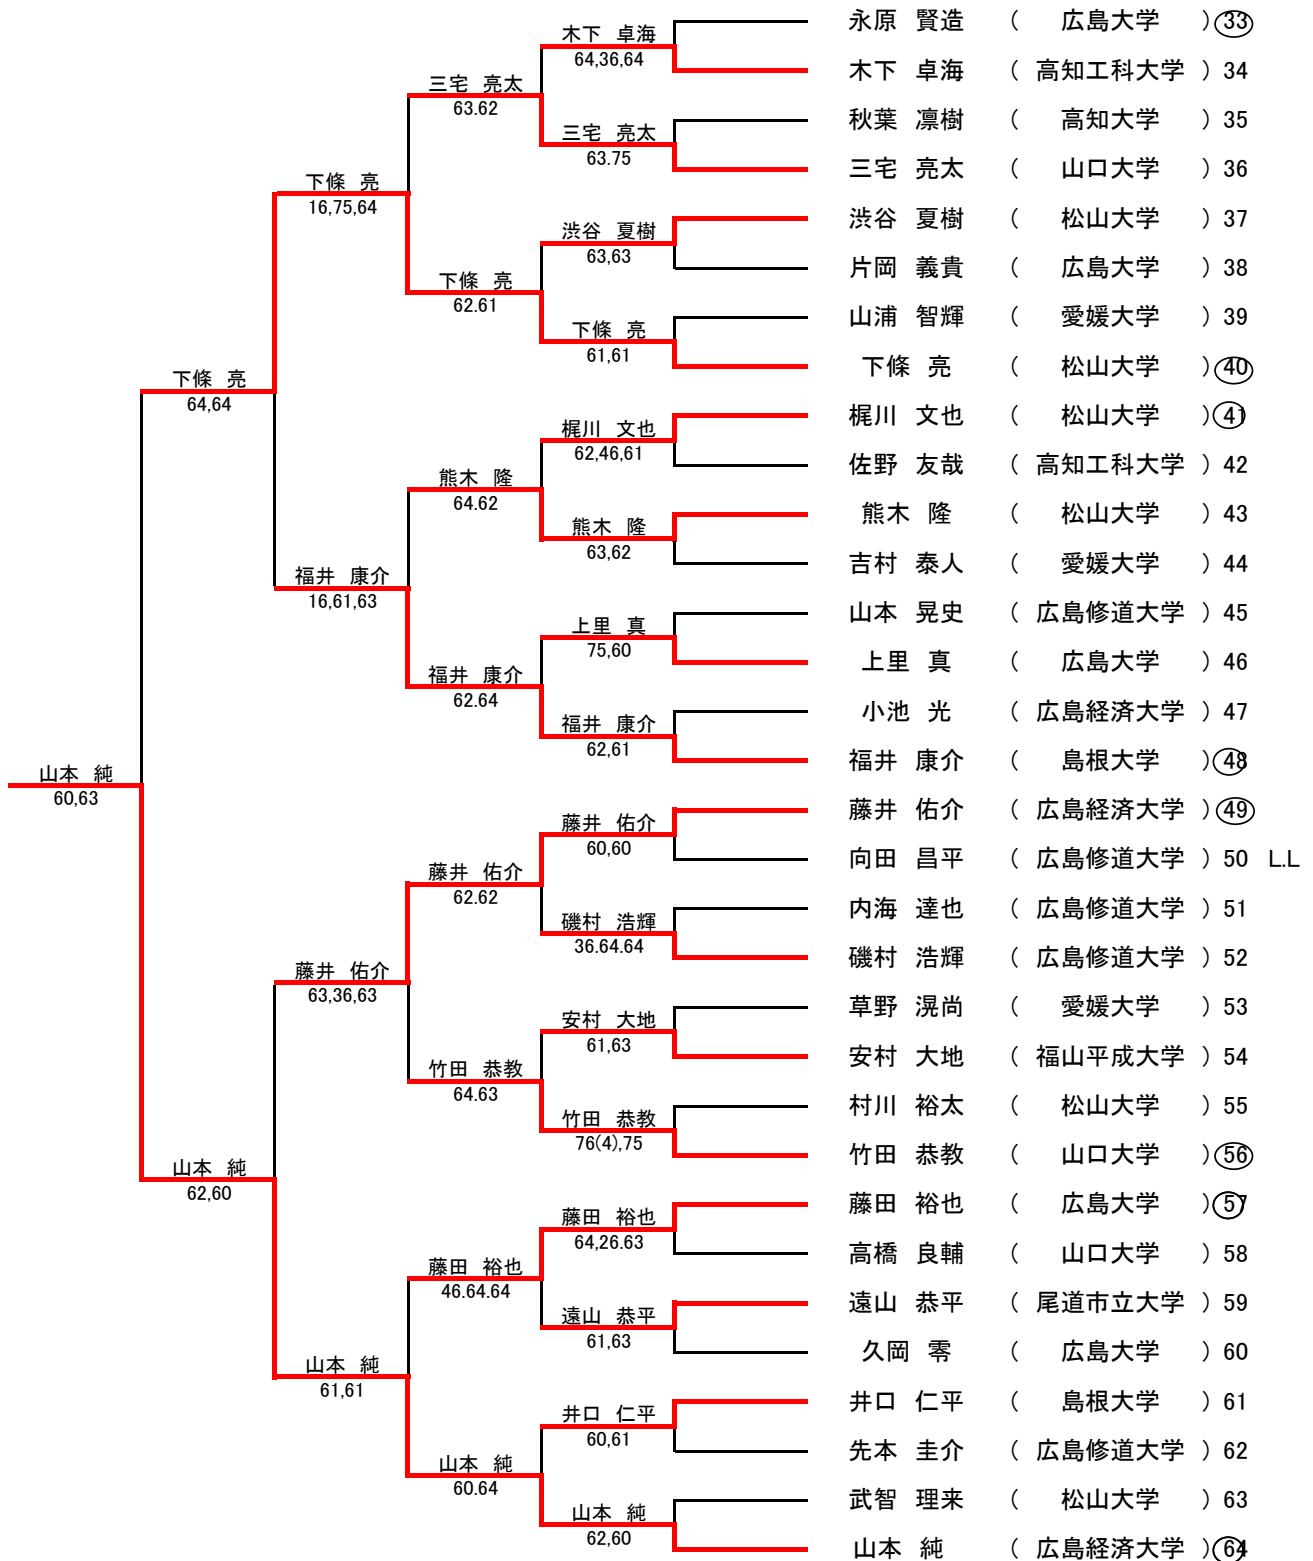 永原 賢造 ( 広島大学 ) 33
木下 卓海
64,36,64
木下 卓海 ( 高知工科大学 ) 34
三宅 亮太
63.62
秋葉 凛樹 ( 高知大学 ) 35
三宅 亮太
63.75
三宅 亮太 ( 山口大学 ) 36
下條 亮
16,75,64
渋谷 夏樹 ( 松山大学 ) 37
渋谷 夏樹
63,63
片岡 義貴 ( 広島大学 ) 38
下條 亮
62.61
山浦 智輝 ( 愛媛大学 ) 39
下條 亮
61,61
下條 亮 ( 松山大学 ) 40
下條 亮
64,64
梶川 文也 ( 松山大学 ) 41
梶川 文也
62,46,61
佐野 友哉 ( 高知工科大学 ) 42
熊木 隆
64.62
熊木 隆 ( 松山大学 ) 43
熊木 隆
63,62
吉村 泰人 ( 愛媛大学 ) 44
福井 康介
16,61,63
山本 晃史 ( 広島修道大学 ) 45
上里 真
75,60
上里 真 ( 広島大学 ) 46
福井 康介
62.64
小池 光 ( 広島経済大学 ) 47
福井 康介
62,61
福井 康介 ( 島根大学 ) 48
山本 純
60,63
藤井 佑介 ( 広島経済大学 ) 49
藤井 佑介
60,60
向田 昌平 ( 広島修道大学 ) 50 L.L
藤井 佑介
62.62
内海 達也 ( 広島修道大学 ) 51
磯村 浩輝
36.64.64
磯村 浩輝 ( 広島修道大学 ) 52
藤井 佑介
63,36,63
草野 滉尚 ( 愛媛大学 ) 53
安村 大地
61,63
安村 大地 ( 福山平成大学 ) 54
竹田 恭教
64.63
村川 裕太 ( 松山大学 ) 55
竹田 恭教
76(4),75
竹田 恭教 ( 山口大学 ) 56
山本 純
62,60
藤田 裕也 ( 広島大学 ) 57
藤田 裕也
64,26.63
高橋 良輔 ( 山口大学 ) 58
藤田 裕也
46.64.64
遠山 恭平 ( 尾道市立大学 ) 59
遠山 恭平
61,63
久岡 零 ( 広島大学 ) 60
山本 純
61,61
井口 仁平 ( 島根大学 ) 61
井口 仁平
60,61
先本 圭介 ( 広島修道大学 ) 62
山本 純
60.64
武智 理来 ( 松山大学 ) 63
山本 純
62,60
山本 純 ( 広島経済大学 ) 64